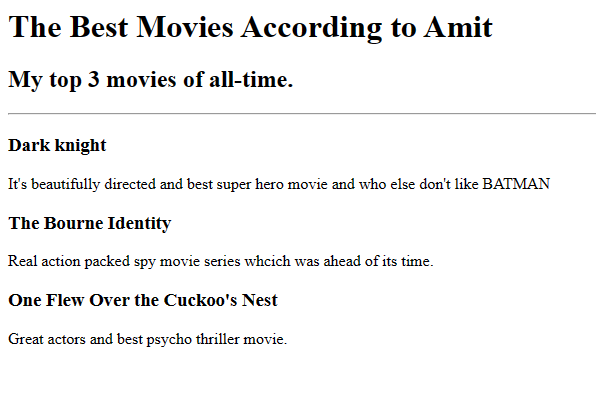 The Best Movies According to Amit
My top 3 movies of all-time.
Dark knight
It's beautifully directed and best super hero movie and who else don't like BATMAN
The Bourne Identity
Real action packed spy movie series whcich was ahead of its time.
One Flew Over the Cuckoo's Nest
Great actors and best psycho thriller movie.